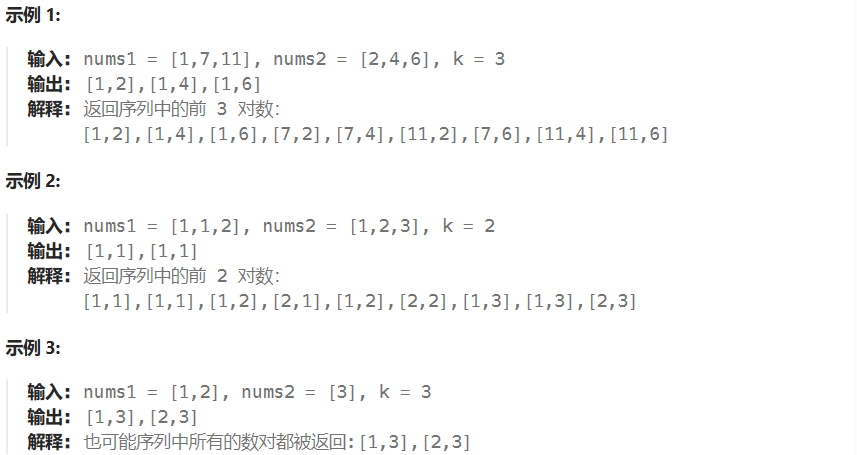 示例 1:
输入: nums1 = [1,7,11], nums2 = [2,4,6], k = 3
输出: [1,2],[1,4],[1,6]
解释: 返回序列中的前 3 对数:
[1,2],[1,4],[1,6],[7,2],[7,4],[11,2],[7,6],[11,4],[11,6]
示例 2:
输入: nums1 = [1,1,2], nums2 = [1,2,3], k = 2
输出: [1,1],[1,1]
解释: 返回序列中的前 2 对数:
[1,1],[1,1],[1,2],[2,1],[1,2],[2,2],[1,3],[1,3],[2,3]
示例 3:
输入: nums1 = [1,2], nums2 = [3], k = 3
输出: [1,3],[2,3]
解释: 也可能序列中所有的数对都被返回:[1,3],[2,3]